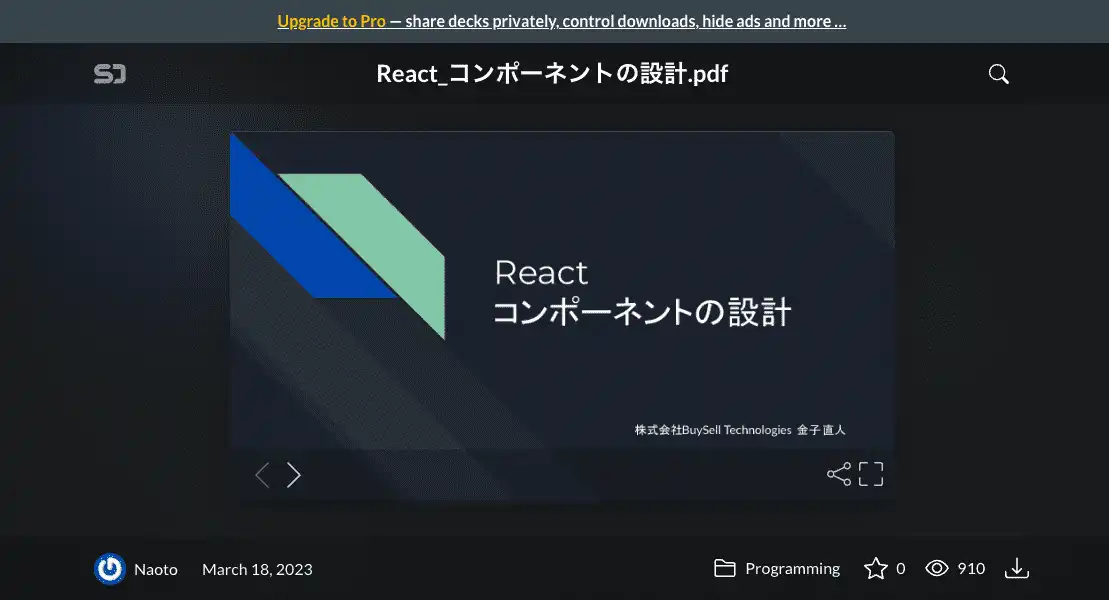 Upgrade to Pro — share decks privately, control downloads, hide ads and more …
SJ
React_コンポーネントの設計.pdf
React
コンポーネントの設計
株式会社BuySell Technologies 金子 直人
Naoto
March 18, 2023
Programming
0
910